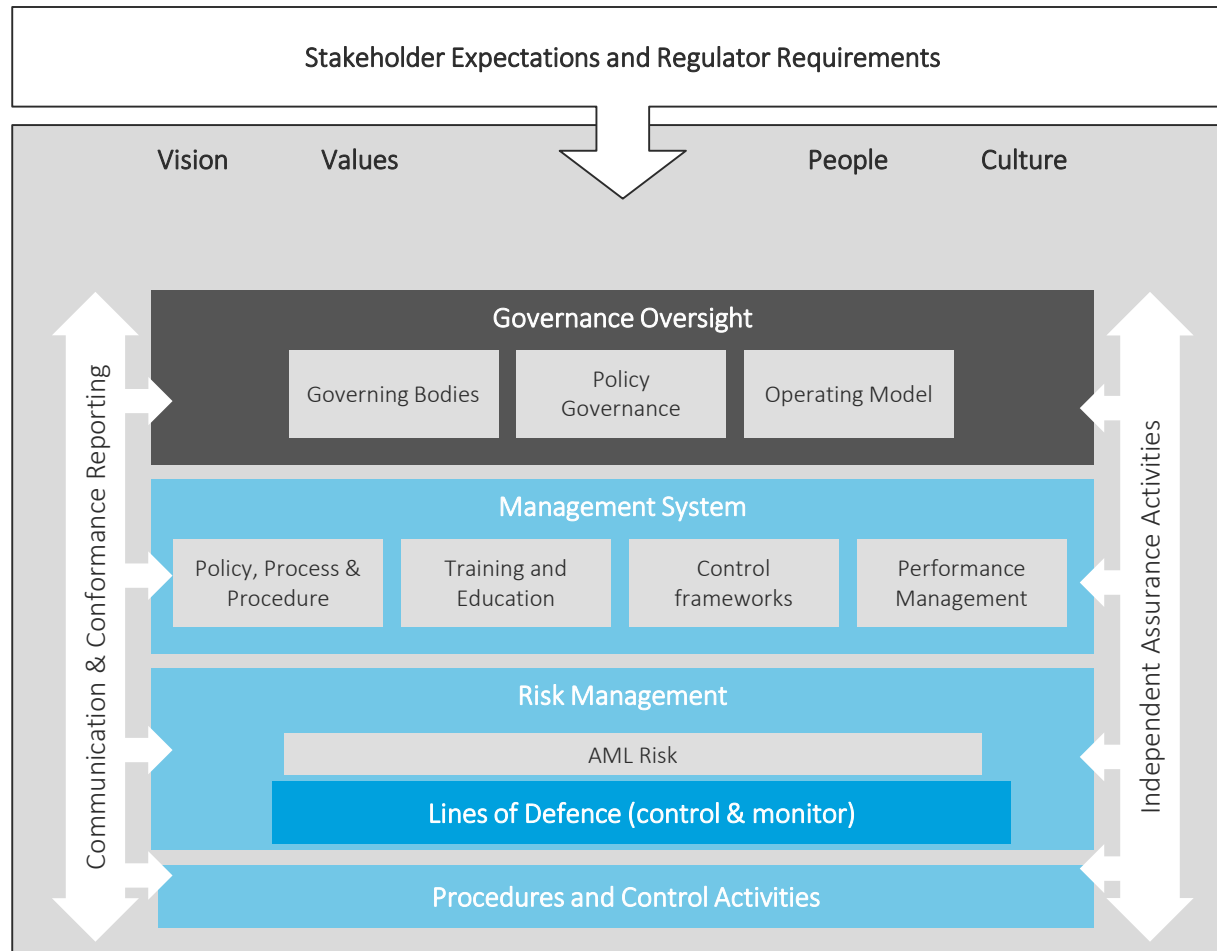 Stakeholder Expectations and Regulator Requirements
Vision
Values
People
Culture
Communication & Conformance Reporting
Governance Oversight
Governing Bodies
Policy
Governance
Operating Model
Management System
Policy, Process &
Procedure
Training and
Education
Control
frameworks
Performance
Management
Risk Management
AML Risk
Lines of Defence (control & monitor)
Procedures and Control Activities
Independent Assurance Activities